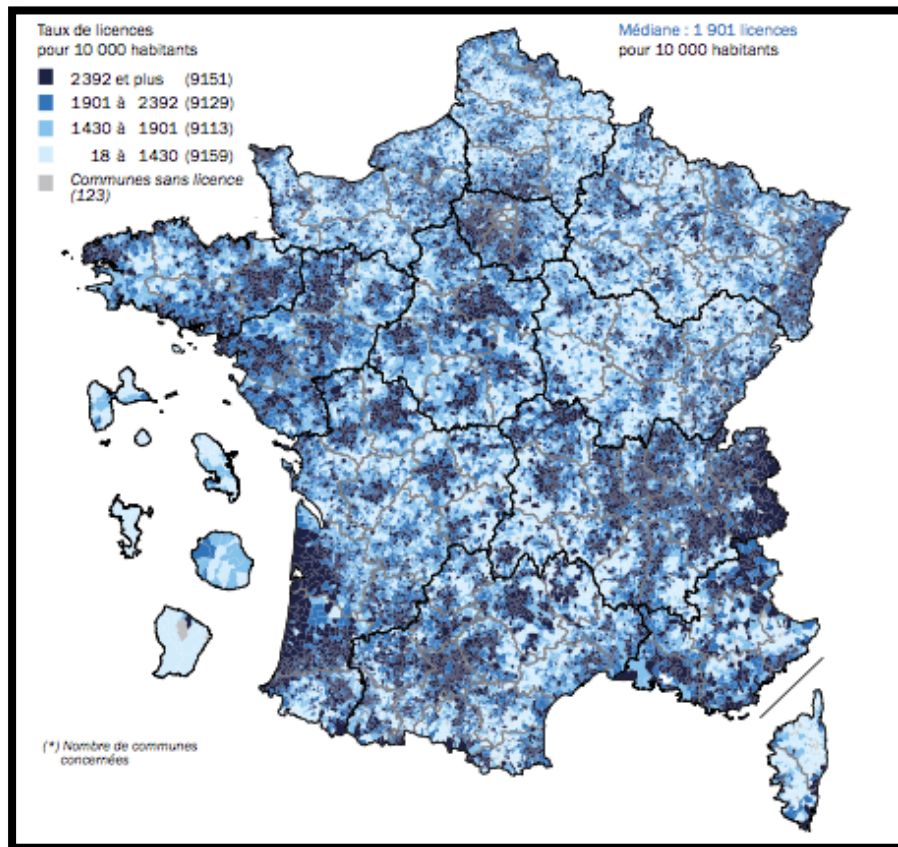 Taux de licences
pour 10 000 habitants
2392 et plus (9151)
1901 à 2392 (9129)
1430 à 1901 (9113)
18 à 1430 (9159)
Communes sans licence
(123)
Médiane : 1 901 licences
pour 10 000 habitants
(*) Nombre de communes
concernées